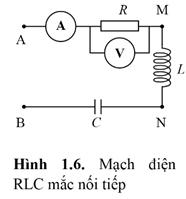 A A R M
V
L
B C N
Hình 1.6. Mạch điện
RLC mắc nối tiếp